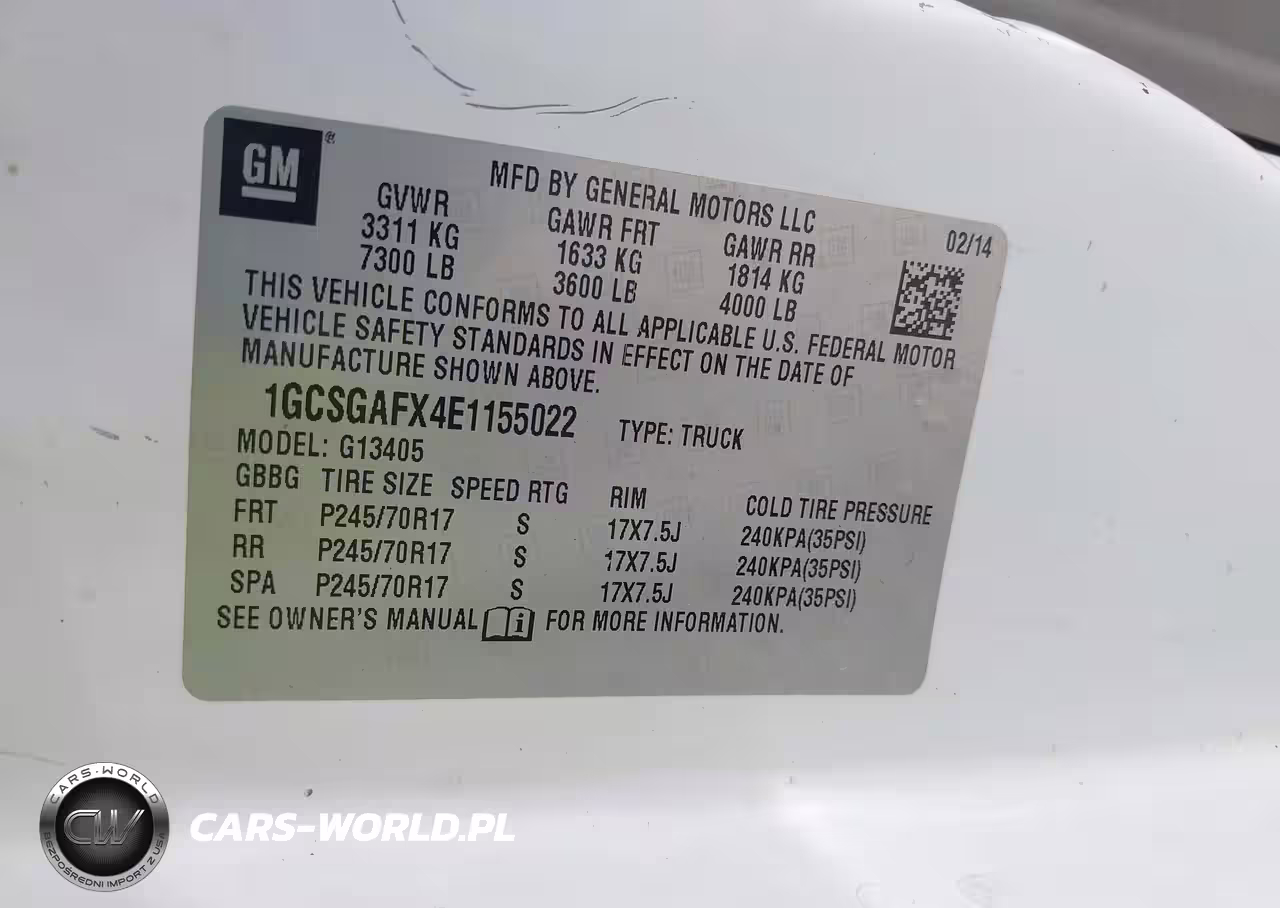 GM ®
MFD BY GENERAL MOTORS LLC
GVWR GAWR FRT GAWR RR 02/14
3311 KG 1633 KG 1814 KG
7300 LB 3600 LB 4000 LB
THIS VEHICLE CONFORMS TO ALL APPLICABLE U.S. FEDERAL MOTOR
VEHICLE SAFETY STANDARDS IN EFFECT ON THE DATE OF
MANUFACTURE SHOWN ABOVE.
1GCSGAFX4E1155022 TYPE: TRUCK
MODEL: G13405
GBBG TIRE SIZE SPEED RTG RIM COLD TIRE PRESSURE
FRT P245/70R17 S 17X7.5J 240KPA(35PSI)
RR P245/70R17 S 17X7.5J 240KPA(35PSI)
SPA P245/70R17 S 17X7.5J 240KPA(35PSI)
SEE OWNER'S MANUAL i FOR MORE INFORMATION.
CARS-WORLD
CW
BEZPOŚREDNI IMPORT Z USA
CARS-WORLD.PL